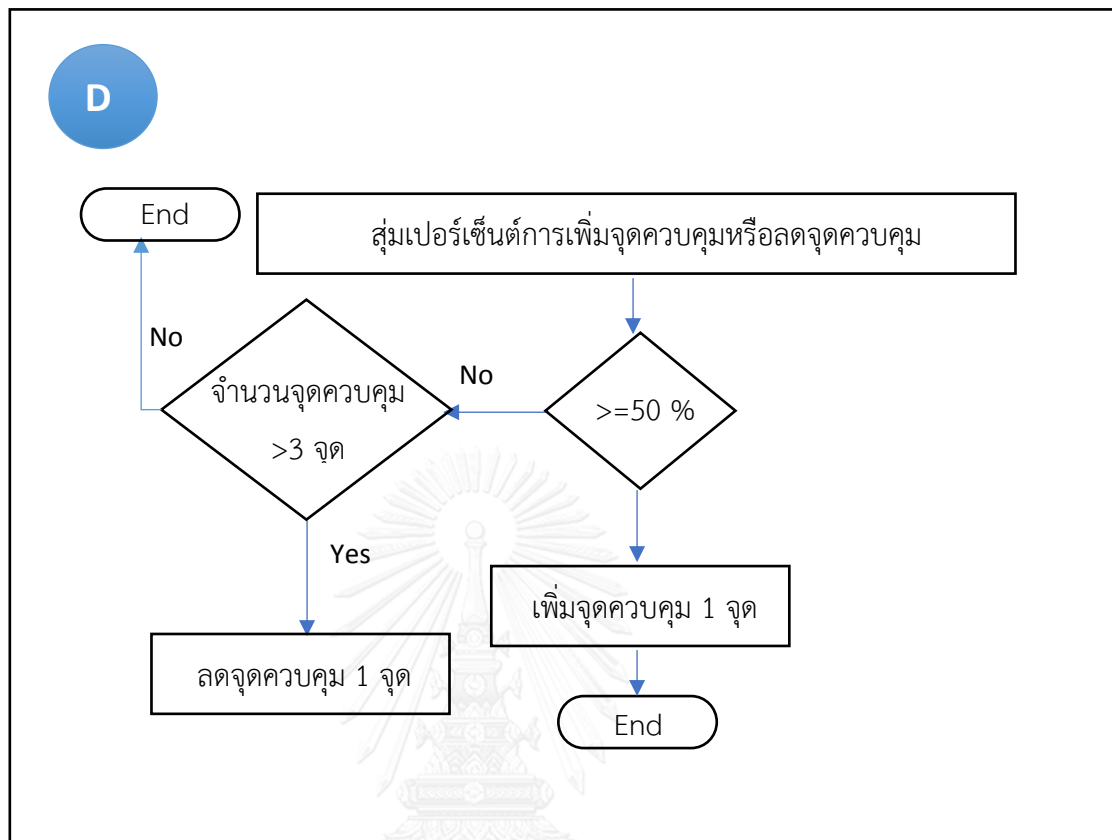 D
End
สุ่มเปอร์เซ็นต์การเพิ่มจุดควบคุมหรือลดจุดควบคุม
No
จำนวนจุดควบคุม
>3 จุด
No
>=50 %
Yes
เพิ่มจุดควบคุม 1 จุด
ลดจุดควบคุม 1 จุด
End